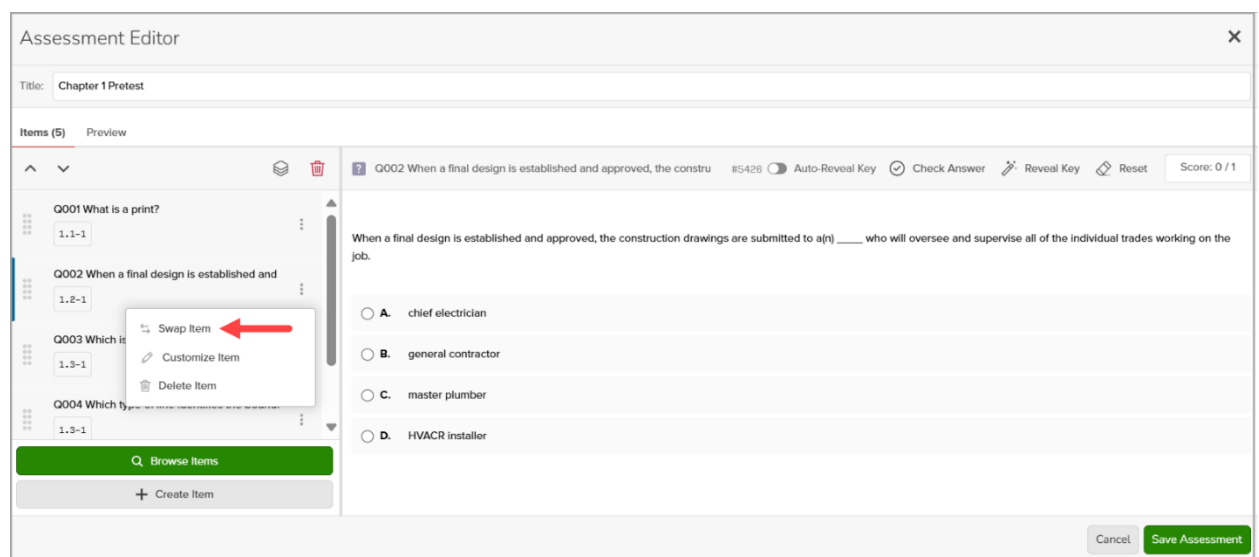 Assessment Editor
Title: Chapter 1 Pretest
Items (5) Preview
Q002 When a final design is established and approved, the constru #5426 Auto-Reveal Key Check Answer Reveal Key Reset Score: 0 / 1
Q001 What is a print?
1.1-1
Q002 When a final design is established and
1.2-1
Swap Item
Customize Item
Delete Item
Q003 Which is
1.3-1
Q004 Which
1.3-1
Browse Items
Create Item
When a final design is established and approved, the construction drawings are submitted to a(n) ____ who will oversee and supervise all of the individual trades working on the
job.
A. chief electrician
B. general contractor
C. master plumber
D. HVACR installer
Cancel Save Assessment